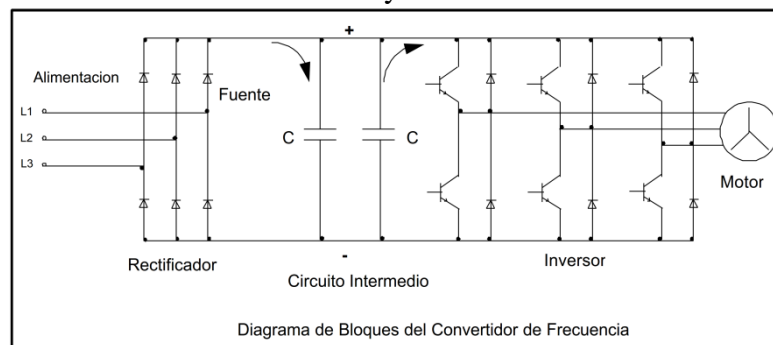 +
Alimentacion
Fuente
L1
L2
L3
C
C
Motor
Rectificador
-
Circuito Intermedio
Inversor
Diagrama de Bloques del Convertidor de Frecuencia